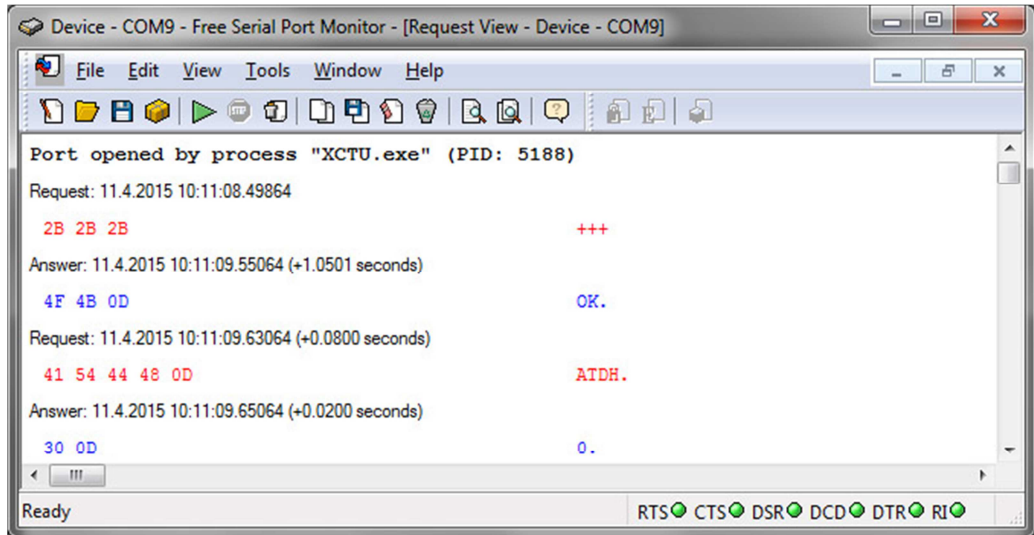 Device - COM9 - Free Serial Port Monitor - [Request View - Device - COM9]
File Edit View Tools Window Help
Port opened by process "XCTU.exe" (PID: 5188)
Request: 11.4.2015 10:11:08.49864
2B 2B 2B +++
Answer: 11.4.2015 10:11:09.55064 (+1.0501 seconds)
4F 4B 0D OK.
Request: 11.4.2015 10:11:09.63064 (+0.0800 seconds)
41 54 44 48 0D ATDH.
Answer: 11.4.2015 10:11:09.65064 (+0.0200 seconds)
30 0D 0.
Ready RTS CTS DSR DCD DTR RI